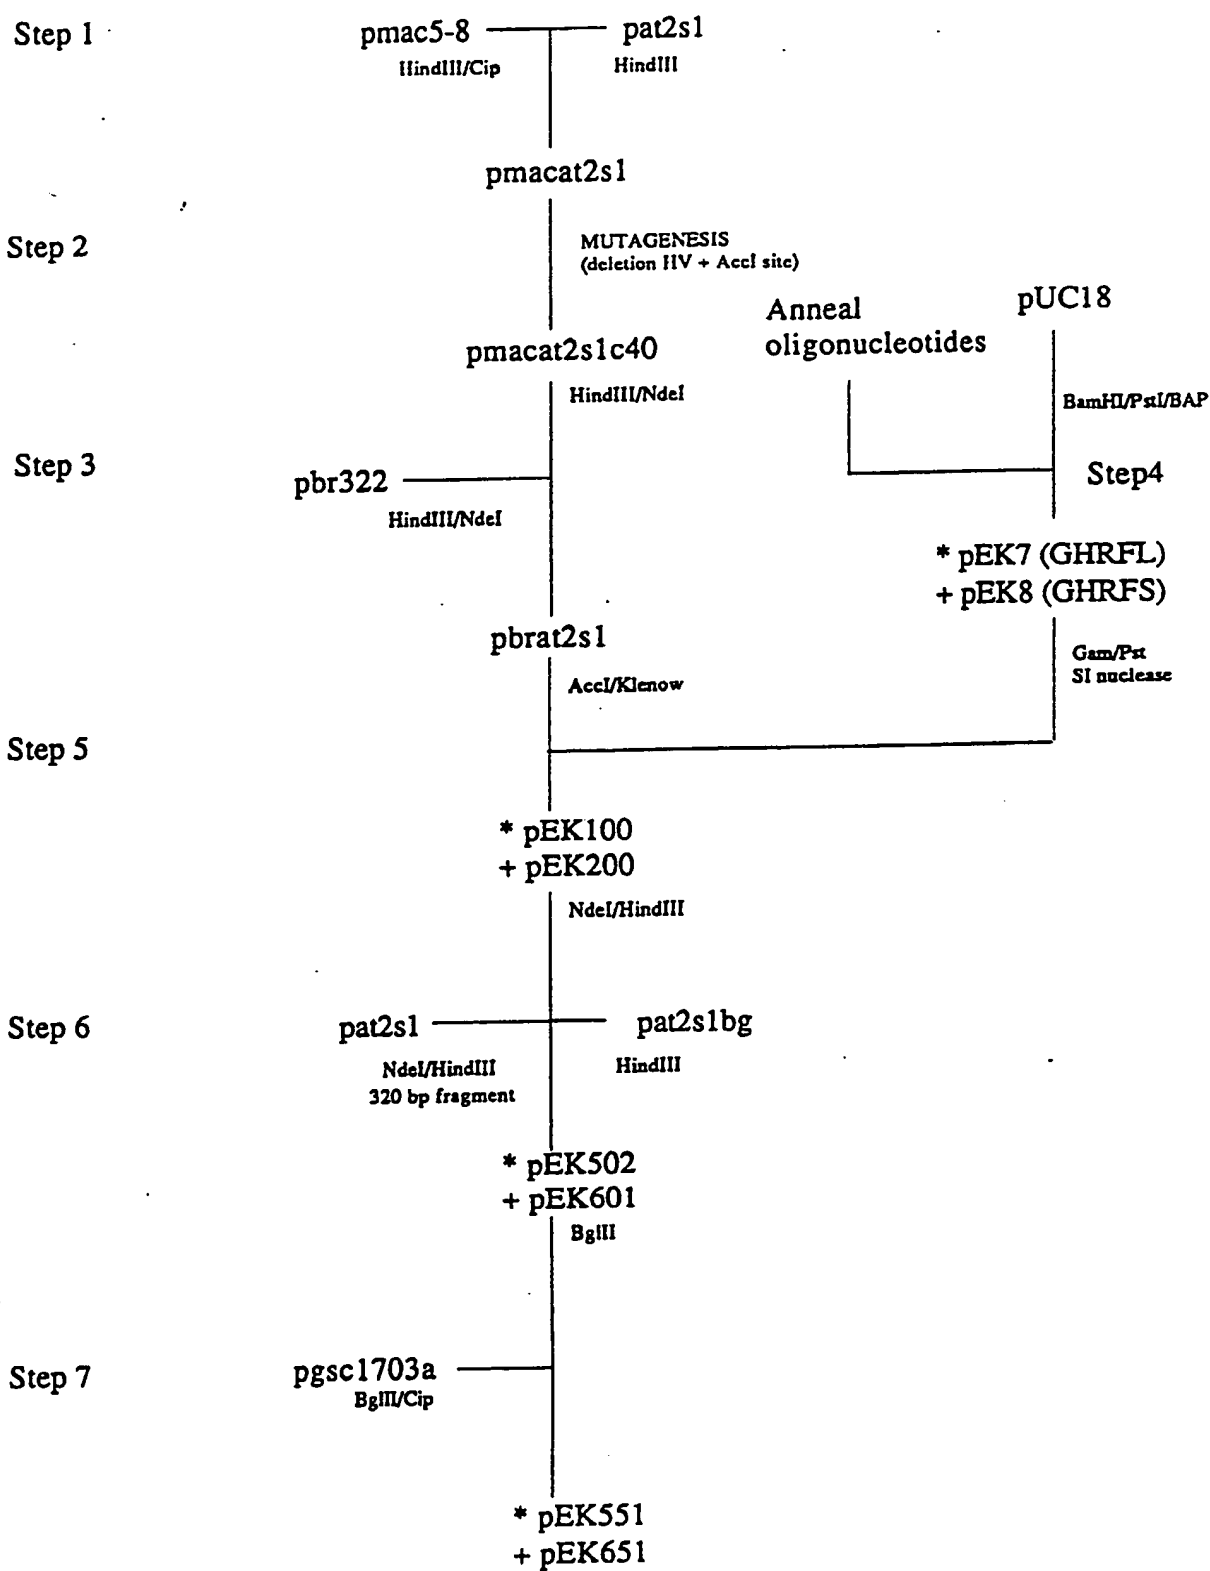 Step 1
pmac5-8
pat2s1
HindIII/Cip
HindIII
pmacat2s1
Step 2
MUTAGENESIS
(deletion HV + AccI site)
Anneal
oligonucleotides
pUC18
pmacat2s1c40
HindIII/NdeI
BamHI/PstI/BAP
Step 3
pbr322
HindIII/NdeI
Step4
* pEK7 (GHRFL)
+ pEK8 (GHRFS)
pbrat2s1
AccI/Klenow
Gam/Pst
SI nuclease
Step 5
* pEK100
+ pEK200
NdeI/HindIII
Step 6
pat2s1
pat2s1bg
NdeI/HindIII
320 bp fragment
HindIII
* pEK502
+ pEK601
BglII
Step 7
pgsc1703a
BglII/Cip
* pEK551
+ pEK651